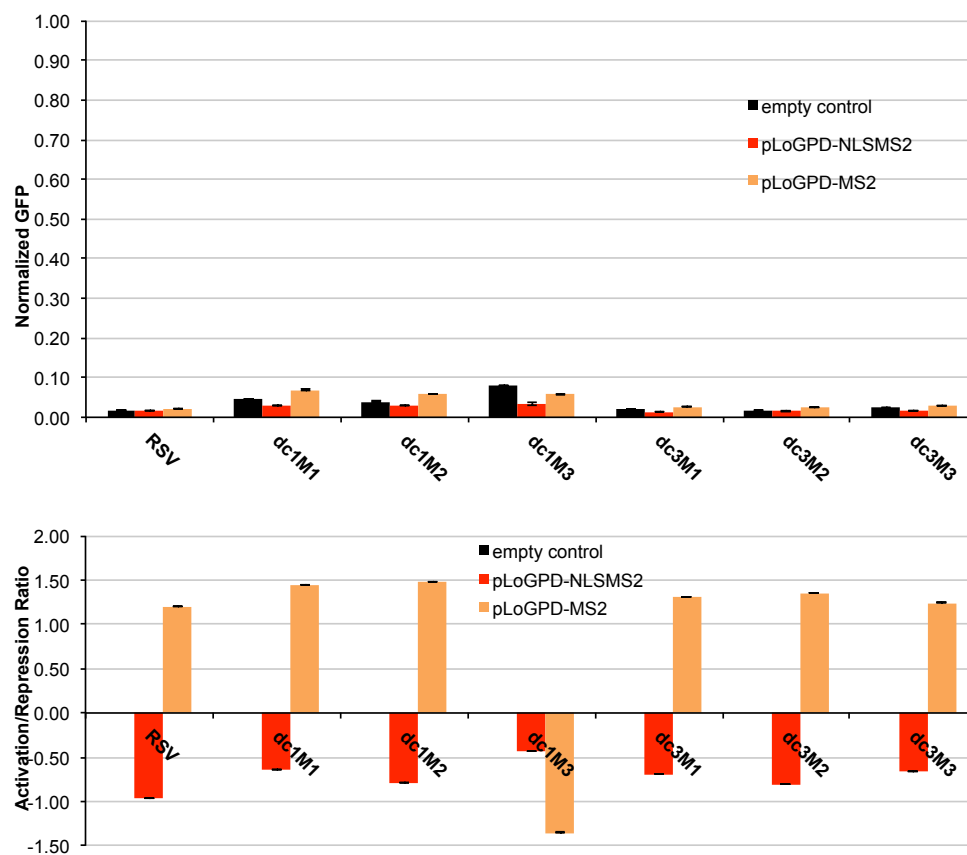 1.00
0.90
0.80
0.70
0.60
0.50
0.40
0.30
0.20
0.10
0.00
Normalized GFP
empty control
pLoGPD-NLSMS2
pLoGPD-MS2
RSV
dc1M1
dc1M2
dc1M3
dc3M1
dc3M2
dc3M3
2.00
1.50
1.00
0.50
0.00
-0.50
-1.00
-1.50
Activation/Repression Ratio
empty control
pLoGPD-NLSMS2
pLoGPD-MS2
RSV
dc1M1
dc1M2
dc1M3
dc3M1
dc3M2
dc3M3